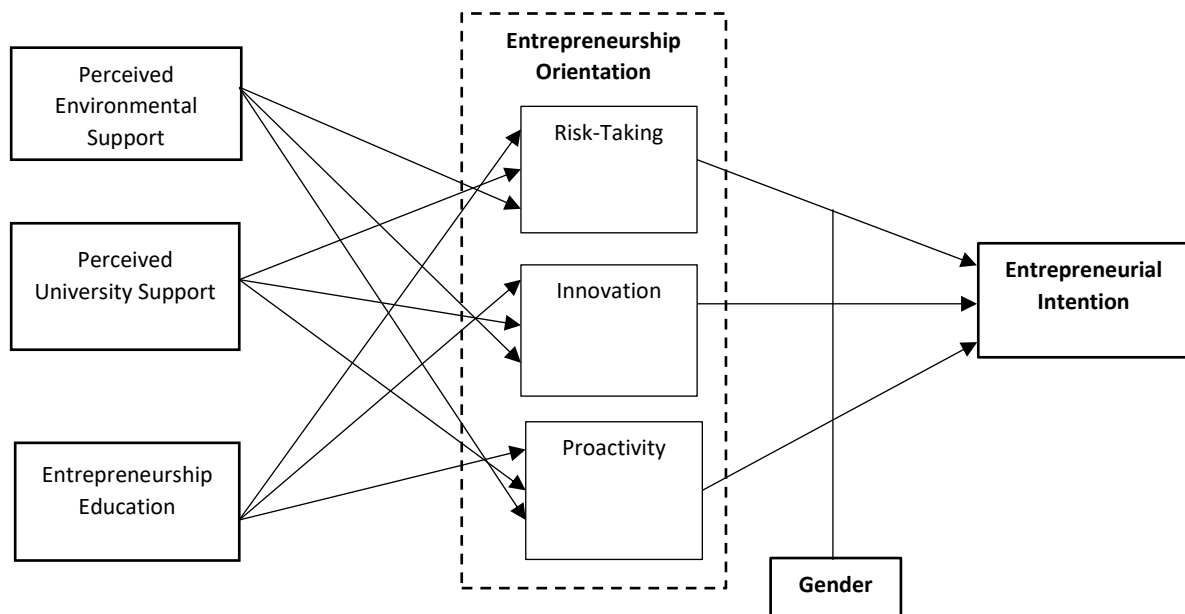 Perceived
Environmental
Support
Perceived
University Support
Entrepreneurship
Education
Entrepreneurship
Orientation
Risk-Taking
Innovation
Proactivity
Entrepreneurial
Intention
Gender